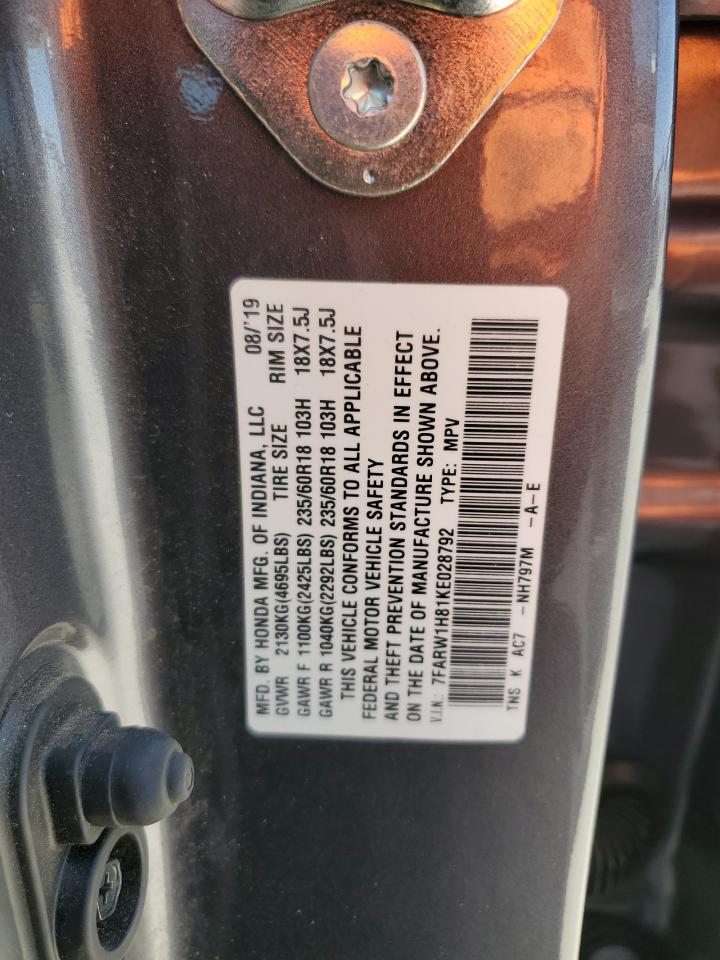 MFD. BY HONDA MFG. OF INDIANA, LLC 08/'19
GVWR 2130KG(4695LBS) TIRE SIZE RIM SIZE
GAWR F 1100KG(2425LBS) 235/60R18 103H 18X7.5J
GAWR R 1040KG(2292LBS) 235/60R18 103H 18X7.5J
THIS VEHICLE CONFORMS TO ALL APPLICABLE
FEDERAL MOTOR VEHICLE SAFETY
AND THEFT PREVENTION STANDARDS IN EFFECT
ON THE DATE OF MANUFACTURE SHOWN ABOVE.
V.I.N.: 7FARW1H81KE028792 TYPE: MPV
TNS K AC7 -NH797M -A-E